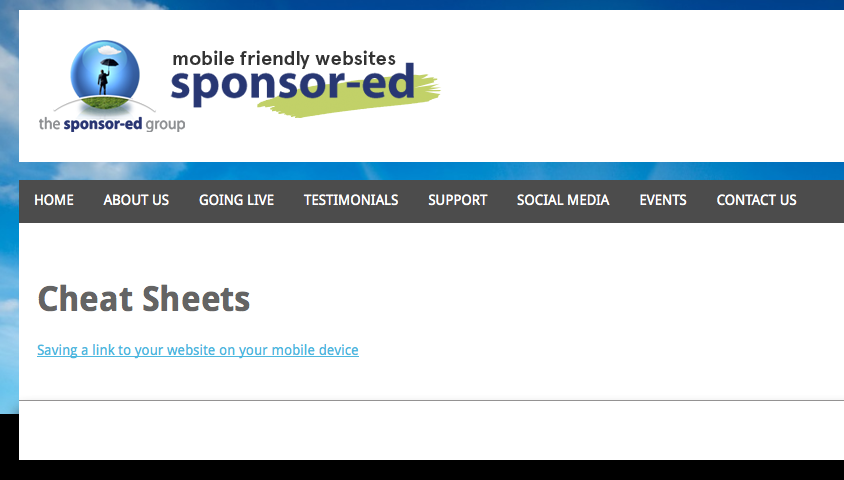 mobile friendly websites
sponsor-ed
the sponsor-ed group
HOME ABOUT US GOING LIVE TESTIMONIALS SUPPORT SOCIAL MEDIA EVENTS CONTACT US
Cheat Sheets
Saving a link to your website on your mobile device